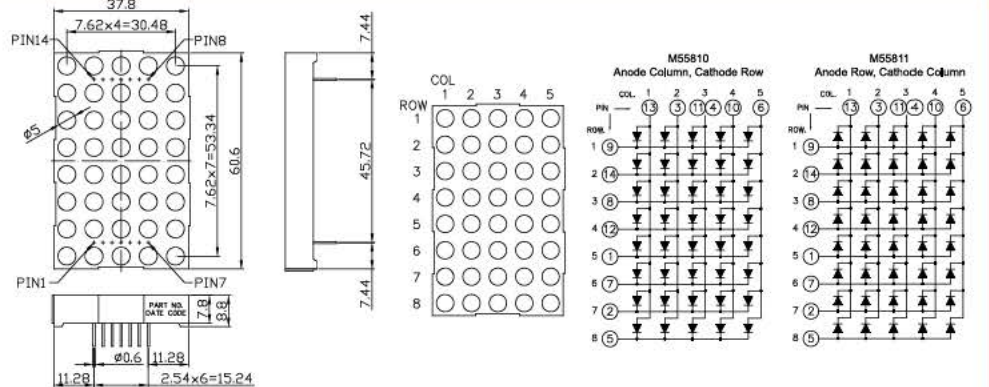 37.8
7.62x4=30.48
PIN14
PIN8
ø5
7.62x7=53.34
60.6
PIN1
PIN7
PART NO.
DATE CODE
7.8
8.8
ø0.6
11.28
11.28
2.54x6=15.24
7.44
45.72
7.44
COL
1 2 3 4 5
ROW
1
2
3
4
5
6
7
8
M55810
Anode Column, Cathode Row
COL. 1 2 3 4 5
PIN 13 3 11 4 10 6
ROW.
1 9
2 14
3 8
4 12
5 1
6 7
7 2
8 5
M55811
Anode Row, Cathode Column
COL. 1 2 3 4 5
PIN 13 3 11 4 10 6
ROW.
1 9
2 14
3 8
4 12
5 1
6 7
7 2
8 5